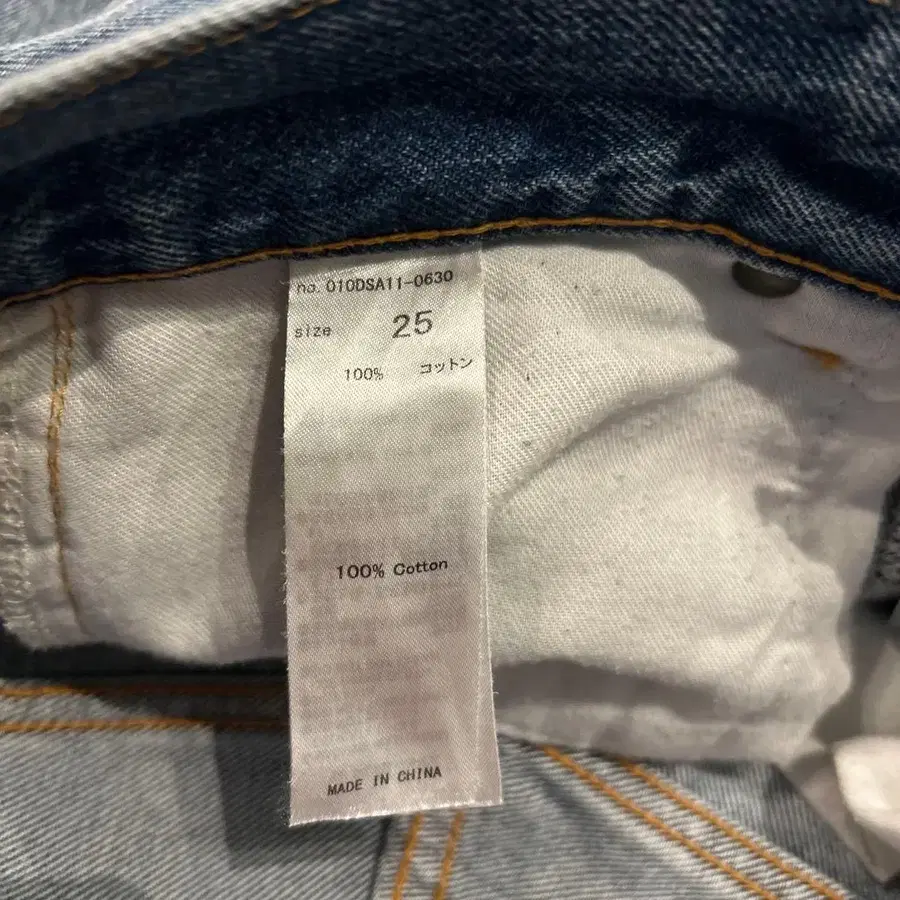 no. 010DSA11-0630
size 25
100% コットン
100% Cotton
MADE IN CHINA